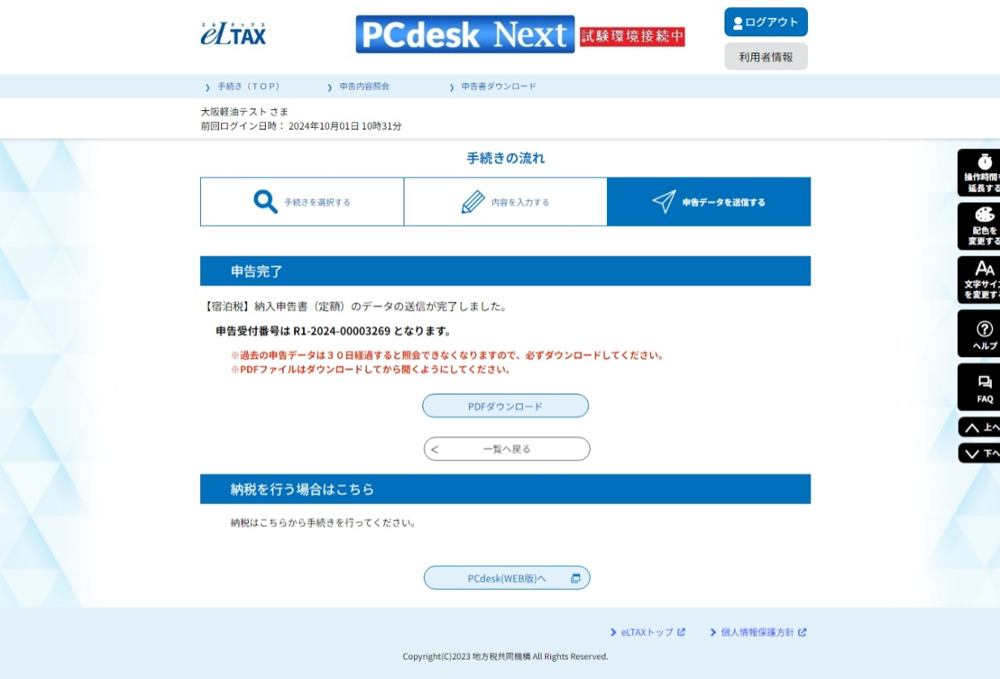 エルタックス
eLTAX
PCdesk Next
試験環境接続中
ログアウト
利用者情報
手続き（ＴＯＰ）
申告内容照会
申告書ダウンロード
大阪軽油テスト さま
前回ログイン日時： 2024年10月01日 10時31分
手続きの流れ
手続きを選択する
内容を入力する
申告データを送信する
申告完了
【宿泊税】納入申告書（定額）のデータの送信が完了しました。
申告受付番号は R1-2024-00003269 となります。
※過去の申告データは３０日経過すると照会できなくなりますので、必ずダウンロードしてください。
※PDFファイルはダウンロードしてから開くようにしてください。
PDFダウンロード
< 一覧へ戻る
納税を行う場合はこちら
納税はこちらから手続きを行ってください。
PCdesk(WEB版)へ
操作時間を
延長する
配色を
変更する
AA
文字サイズ
を変更する
?
ヘルプ
FAQ
上へ
下へ
eLTAXトップ
個人情報保護方針
Copyright(C)2023 地方税共同機構 All Rights Reserved.